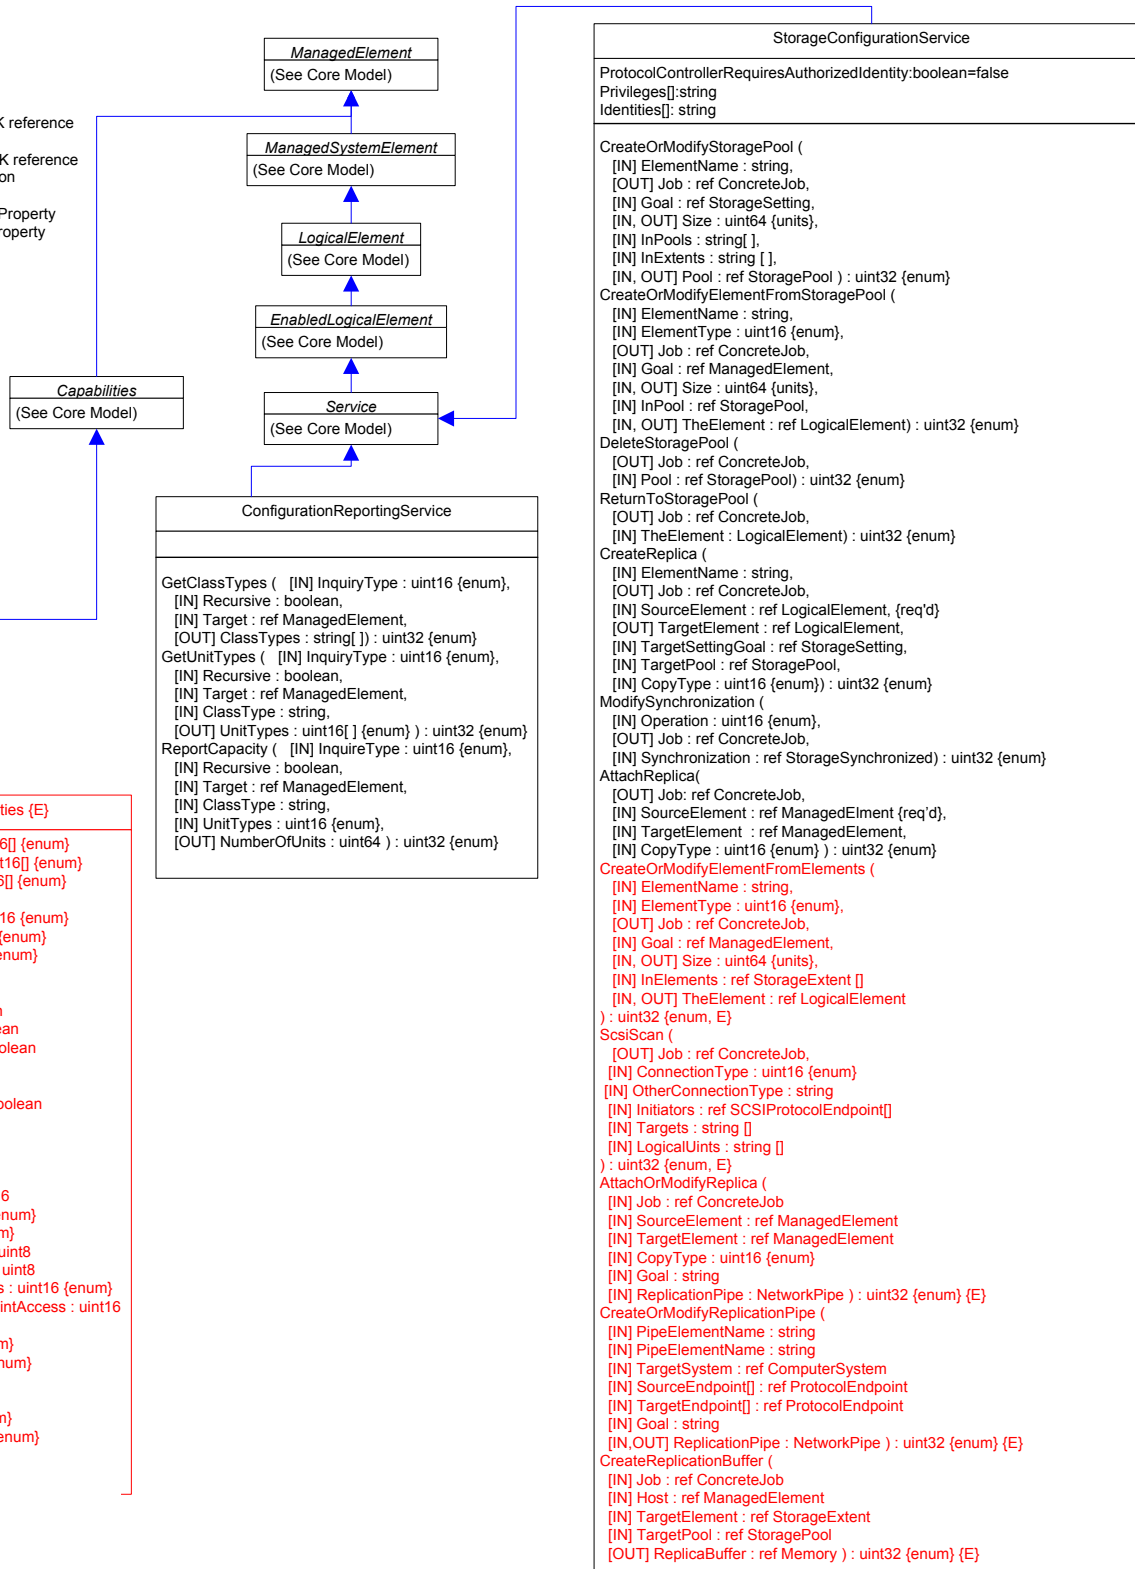 K reference
K reference
on
Property
roperty
ManagedElement
(See Core Model)
ManagedSystemElement
(See Core Model)
LogicalElement
(See Core Model)
EnabledLogicalElement
(See Core Model)
Capabilities
(See Core Model)
Service
(See Core Model)
ConfigurationReportingService
GetClassTypes (   [IN] InquiryType : uint16 {enum},
[IN] Recursive : boolean,
[IN] Target : ref ManagedElement,
[OUT] ClassTypes : string[ ]) : uint32 {enum}
GetUnitTypes (   [IN] InquiryType : uint16 {enum},
[IN] Recursive : boolean,
[IN] Target : ref ManagedElement,
[IN] ClassType : string,
[OUT] UnitTypes : uint16[ ] {enum} ) : uint32 {enum}
ReportCapacity (   [IN] InquireType : uint16 {enum},
[IN] Recursive : boolean,
[IN] Target : ref ManagedElement,
[IN] ClassType : string,
[IN] UnitTypes : uint16 {enum},
[OUT] NumberOfUnits : uint64 ) : uint32 {enum}
ties {E}
6[] {enum}
t16[] {enum}
6[] {enum}
16 {enum}
{enum}
enum}
n
ean
olean
oolean
6
num}
m}
uint8
uint8
s : uint16 {enum}
intAccess : uint16
m}
num}
m}
enum}
StorageConfigurationService
ProtocolControllerRequiresAuthorizedIdentity:boolean=false
Privileges[]:string
Identities[]: string
CreateOrModifyStoragePool (
[IN] ElementName : string,
[OUT] Job : ref ConcreteJob,
[IN] Goal : ref StorageSetting,
[IN, OUT] Size : uint64 {units},
[IN] InPools : string[ ],
[IN] InExtents : string [ ],
[IN, OUT] Pool : ref StoragePool ) : uint32 {enum}
CreateOrModifyElementFromStoragePool (
[IN] ElementName : string,
[IN] ElementType : uint16 {enum},
[OUT] Job : ref ConcreteJob,
[IN] Goal : ref ManagedElement,
[IN, OUT] Size : uint64 {units},
[IN] InPool : ref StoragePool,
[IN, OUT] TheElement : ref LogicalElement) : uint32 {enum}
DeleteStoragePool (
[OUT] Job : ref ConcreteJob,
[IN] Pool : ref StoragePool) : uint32 {enum}
ReturnToStoragePool (
[OUT] Job : ref ConcreteJob,
[IN] TheElement : LogicalElement) : uint32 {enum}
CreateReplica (
[IN] ElementName : string,
[OUT] Job : ref ConcreteJob,
[IN] SourceElement : ref LogicalElement, {req'd}
[OUT] TargetElement : ref LogicalElement,
[IN] TargetSettingGoal : ref StorageSetting,
[IN] TargetPool : ref StoragePool,
[IN] CopyType : uint16 {enum}) : uint32 {enum}
ModifySynchronization (
[IN] Operation : uint16 {enum},
[OUT] Job : ref ConcreteJob,
[IN] Synchronization : ref StorageSynchronized) : uint32 {enum}
AttachReplica(
[OUT] Job: ref ConcreteJob,
[IN] SourceElement : ref ManagedElment {req'd},
[IN] TargetElement  : ref ManagedElement,
[IN] CopyType : uint16 {enum} ) : uint32 {enum}
CreateOrModifyElementFromElements (
[IN] ElementName : string,
[IN] ElementType : uint16 {enum},
[OUT] Job : ref ConcreteJob,
[IN] Goal : ref ManagedElement,
[IN, OUT] Size : uint64 {units},
[IN] InElements : ref StorageExtent []
[IN, OUT] TheElement : ref LogicalElement
) : uint32 {enum, E}
ScsiScan (
[OUT] Job : ref ConcreteJob,
[IN] ConnectionType : uint16 {enum}
[IN] OtherConnectionType : string
[IN] Initiators : ref SCSIProtocolEndpoint[]
[IN] Targets : string []
[IN] LogicalUints : string []
) : uint32 {enum, E}
AttachOrModifyReplica (
[IN] Job : ref ConcreteJob
[IN] SourceElement : ref ManagedElement
[IN] TargetElement : ref ManagedElement
[IN] CopyType : uint16 {enum}
[IN] Goal : string
[IN] ReplicationPipe : NetworkPipe ) : uint32 {enum} {E}
CreateOrModifyReplicationPipe (
[IN] PipeElementName : string
[IN] PipeElementName : string
[IN] TargetSystem : ref ComputerSystem
[IN] SourceEndpoint[] : ref ProtocolEndpoint
[IN] TargetEndpoint[] : ref ProtocolEndpoint
[IN] Goal : string
[IN,OUT] ReplicationPipe : NetworkPipe ) : uint32 {enum} {E}
CreateReplicationBuffer (
[IN] Job : ref ConcreteJob
[IN] Host : ref ManagedElement
[IN] TargetElement : ref StorageExtent
[IN] TargetPool : ref StoragePool
[OUT] ReplicaBuffer : ref Memory ) : uint32 {enum} {E}